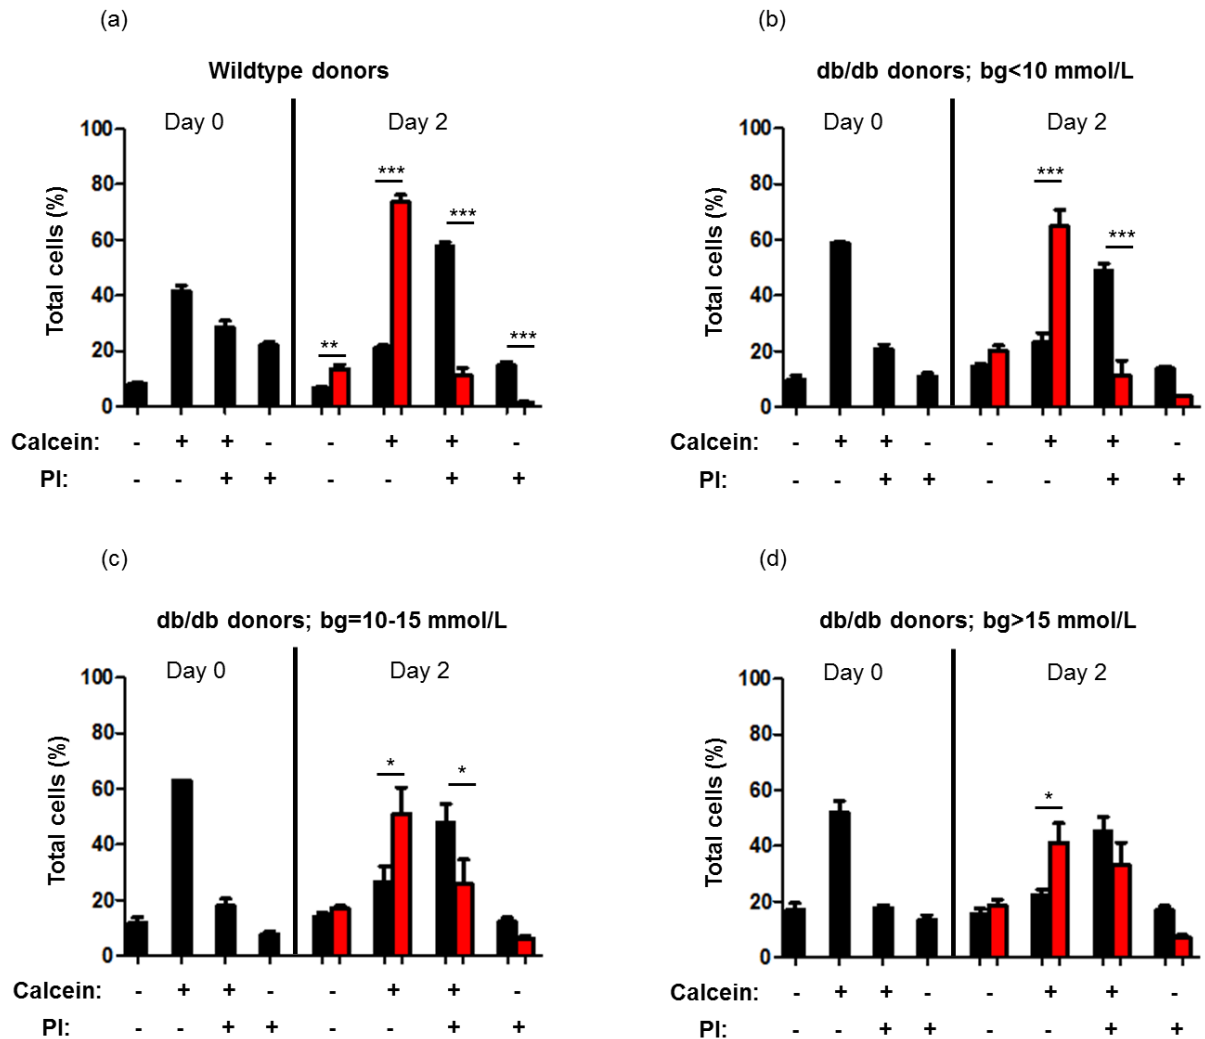 (a)
Wildtype donors
Day 0
Day 2
Total cells (%)
100
80
60
40
20
0
***
***
**
***
Calcein: - + + - - + + -
PI: - - + + - - + +
(b)
db/db donors; bg<10 mmol/L
Day 0
Day 2
Total cells (%)
100
80
60
40
20
0
***
***
Calcein: - + + - - + + -
PI: - - + + - - + +
(c)
db/db donors; bg=10-15 mmol/L
Day 0
Day 2
Total cells (%)
100
80
60
40
20
0
*
*
Calcein: - + + - - + + -
PI: - - + + - - + +
(d)
db/db donors; bg>15 mmol/L
Day 0
Day 2
Total cells (%)
100
80
60
40
20
0
*
Calcein: - + + - - + + -
PI: - - + + - - + +